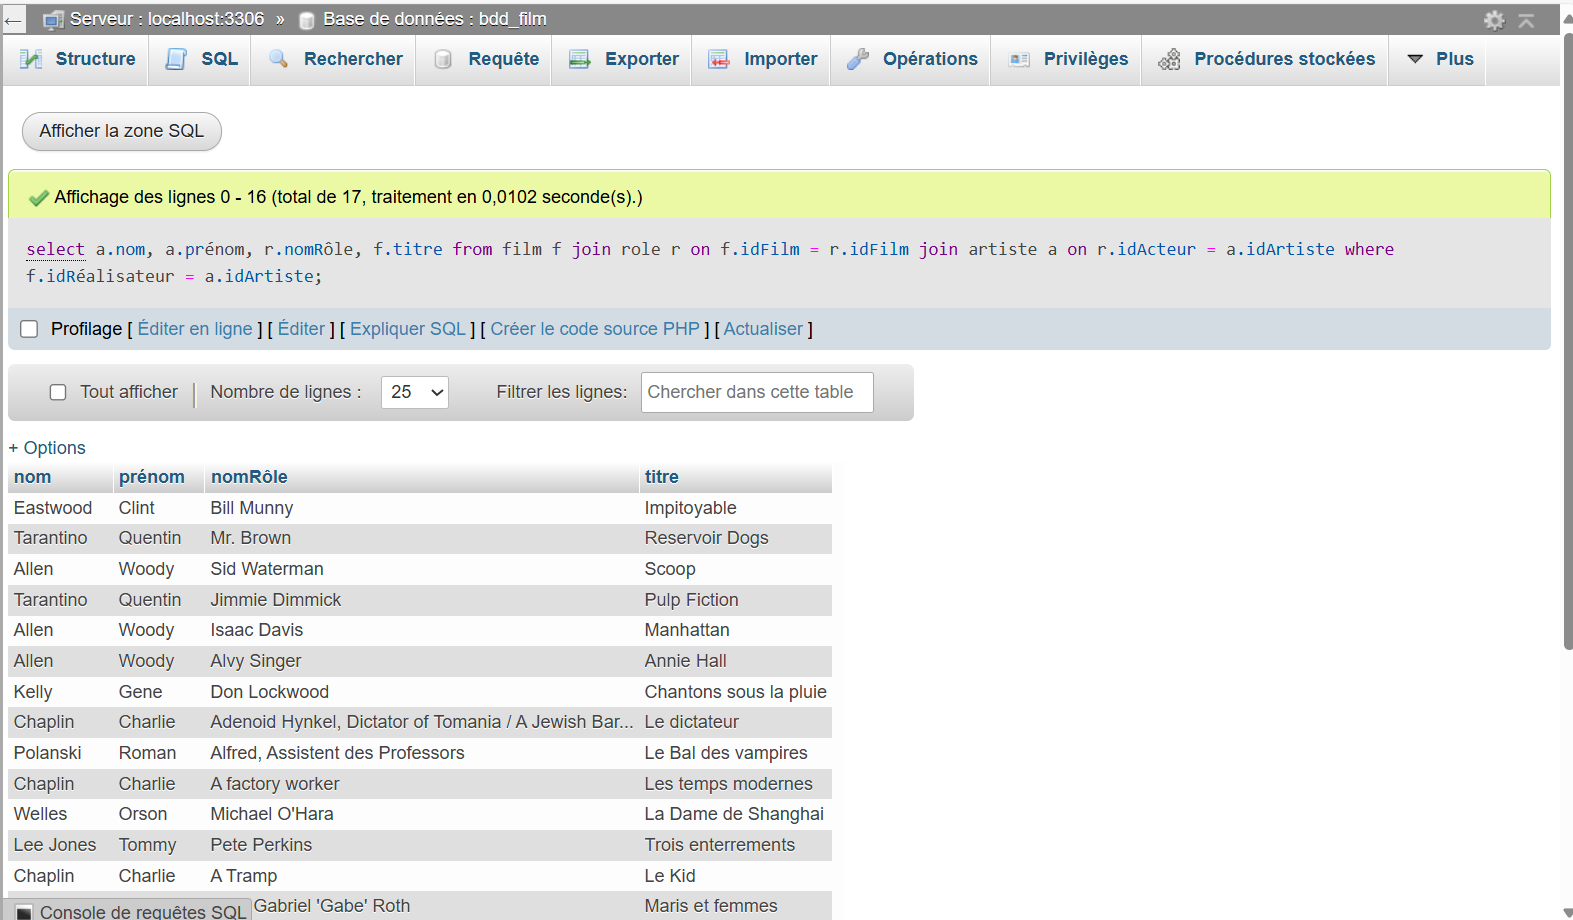 ← Serveur : localhost:3306 » Base de données : bdd_film
Structure SQL Rechercher Requête Exporter Importer Opérations Privilèges Procédures stockées Plus
Afficher la zone SQL
Affichage des lignes 0 - 16 (total de 17, traitement en 0,0102 seconde(s).)
select a.nom, a.prénom, r.nomRôle, f.titre from film f join role r on f.idFilm = r.idFilm join artiste a on r.idActeur = a.idArtiste where
f.idRéalisateur = a.idArtiste;
Profilage [ Éditer en ligne ] [ Éditer ] [ Expliquer SQL ] [ Créer le code source PHP ] [ Actualiser ]
Tout afficher | Nombre de lignes : 25 Filtrer les lignes: Chercher dans cette table
+ Options
nom prénom nomRôle titre
Eastwood Clint Bill Munny Impitoyable
Tarantino Quentin Mr. Brown Reservoir Dogs
Allen Woody Sid Waterman Scoop
Tarantino Quentin Jimmie Dimmick Pulp Fiction
Allen Woody Isaac Davis Manhattan
Allen Woody Alvy Singer Annie Hall
Kelly Gene Don Lockwood Chantons sous la pluie
Chaplin Charlie Adenoid Hynkel, Dictator of Tomania / A Jewish Bar... Le dictateur
Polanski Roman Alfred, Assistent des Professors Le Bal des vampires
Chaplin Charlie A factory worker Les temps modernes
Welles Orson Michael O'Hara La Dame de Shanghai
Lee Jones Tommy Pete Perkins Trois enterrements
Chaplin Charlie A Tramp Le Kid
Gabriel 'Gabe' Roth Maris et femmes
Console de requêtes SQL